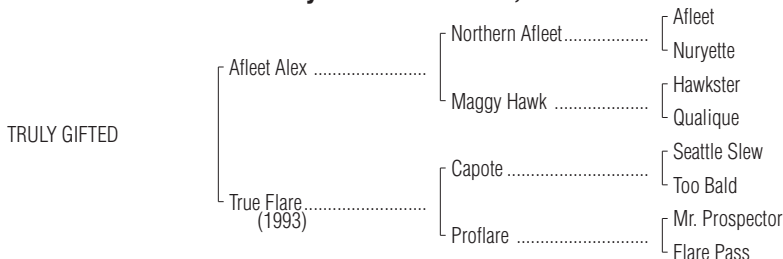 Afleet
Northern Afleet....................
Nuryette
Afleet Alex ........................
Hawkster
Maggy Hawk ......................
Qualique
TRULY GIFTED
Seattle Slew
Capote .................................
Too Bald
True Flare..........................
(1993)
Mr. Prospector
Proflare ...............................
Flare Pass